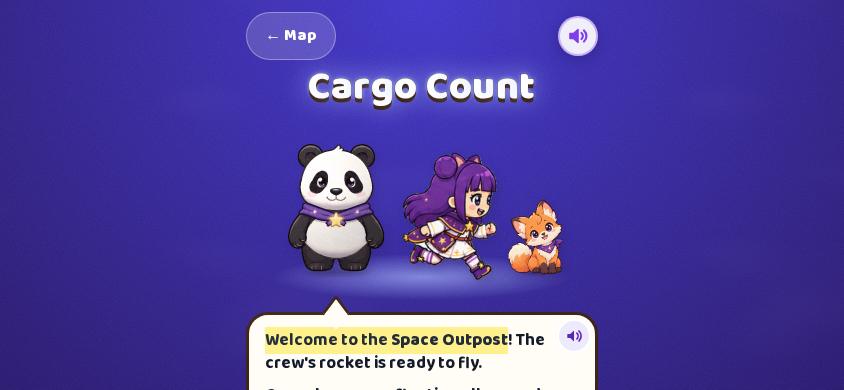 ← Map
Cargo Count
Welcome to the Space Outpost! The
crew's rocket is ready to fly.